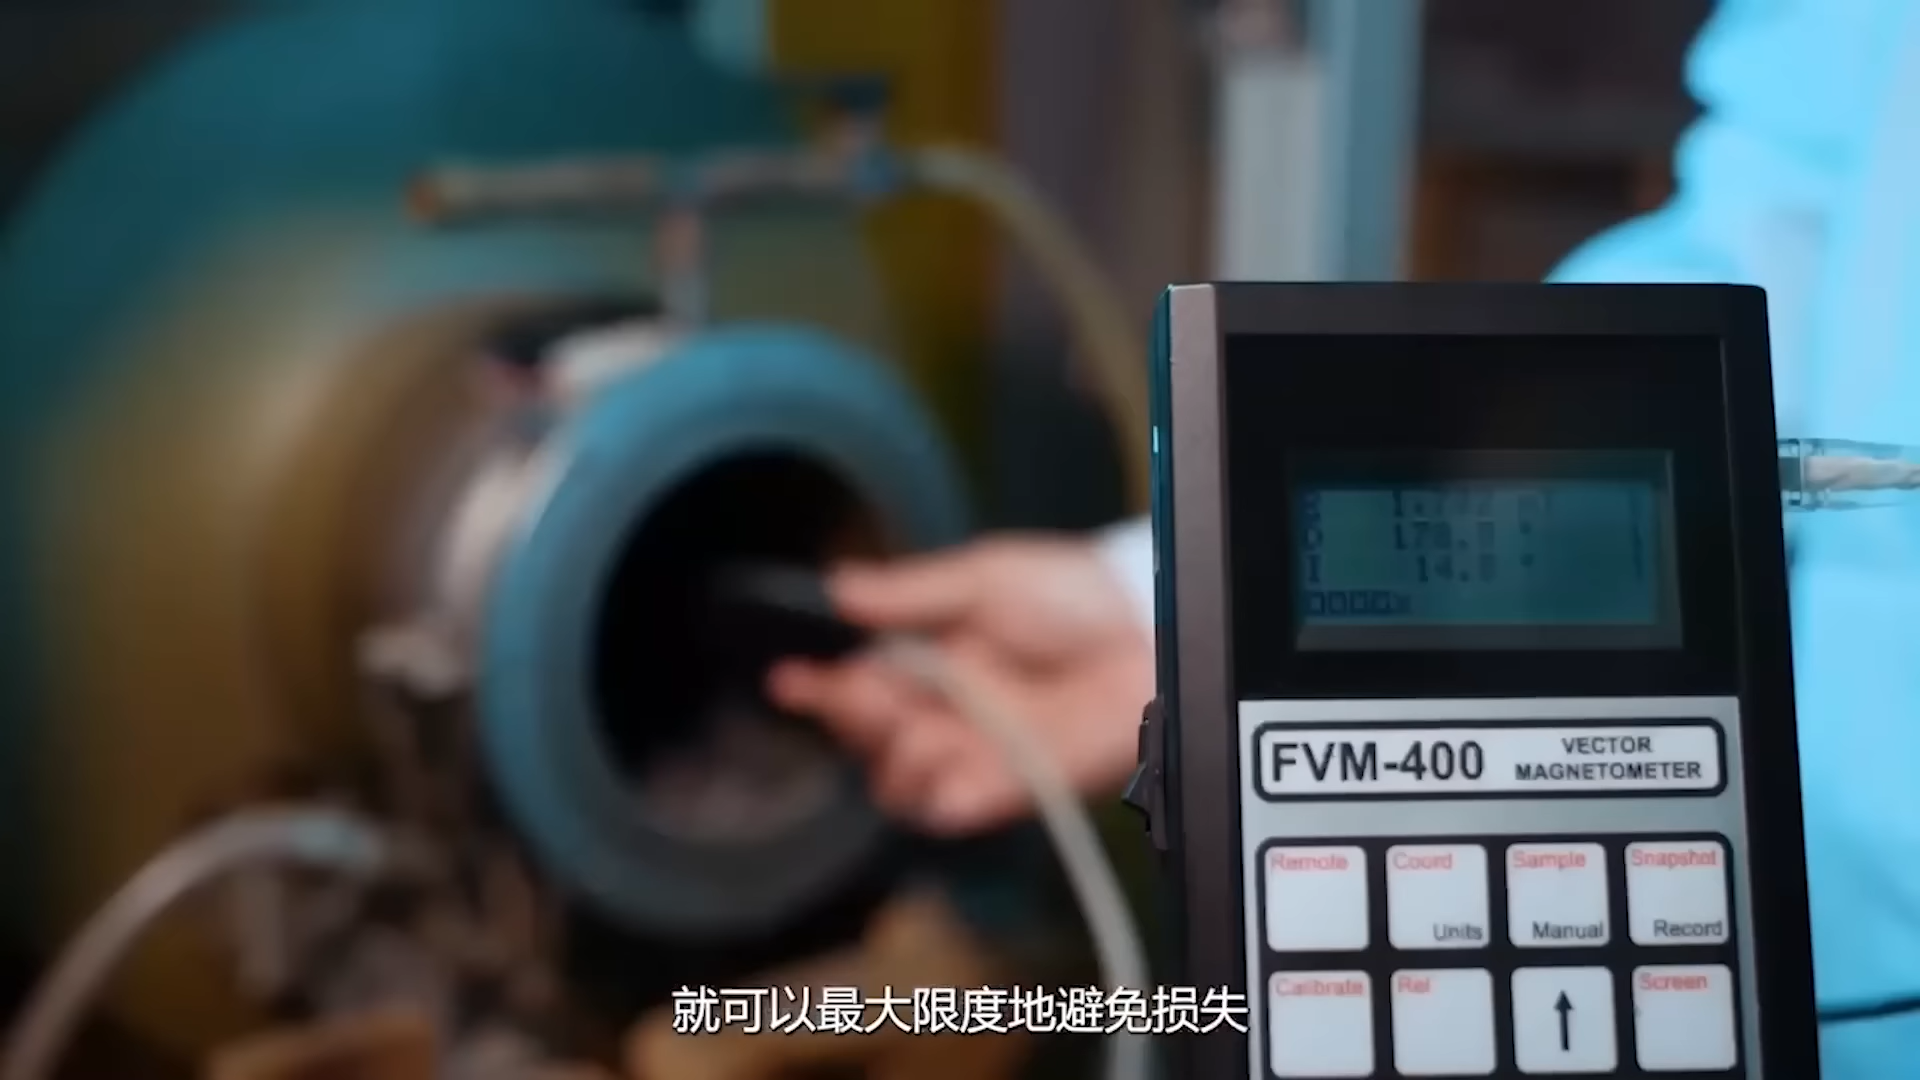 FVM-400
VECTOR
MAGNETOMETER
Remote
Coord
Units
Sample
Manual
Snapshot
Record
Calibrate
Rel
↑
Screen
就可以最大限度地避免损失